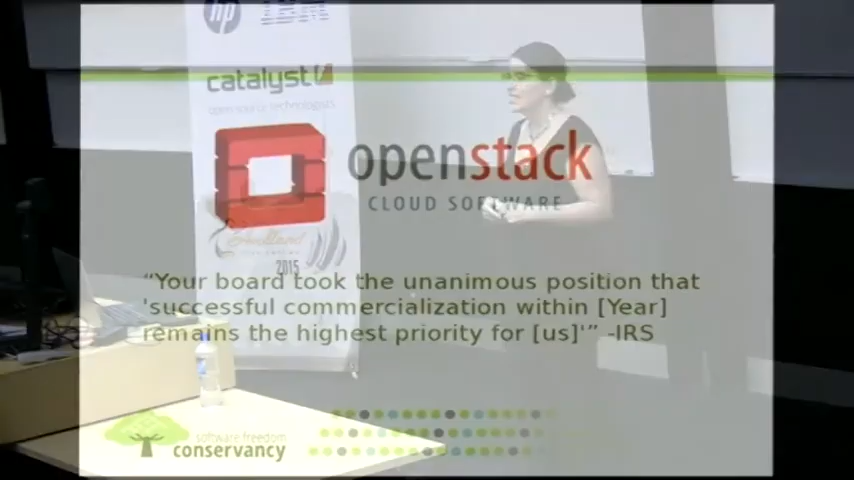 hp
IBM
catalyst
open source technologists
openstack
CLOUD SOFTWARE
Auckland
2015
“Your board took the unanimous position that
'successful commercialization within [Year]
remains the highest priority for [us]'” -IRS
software freedom
conservancy